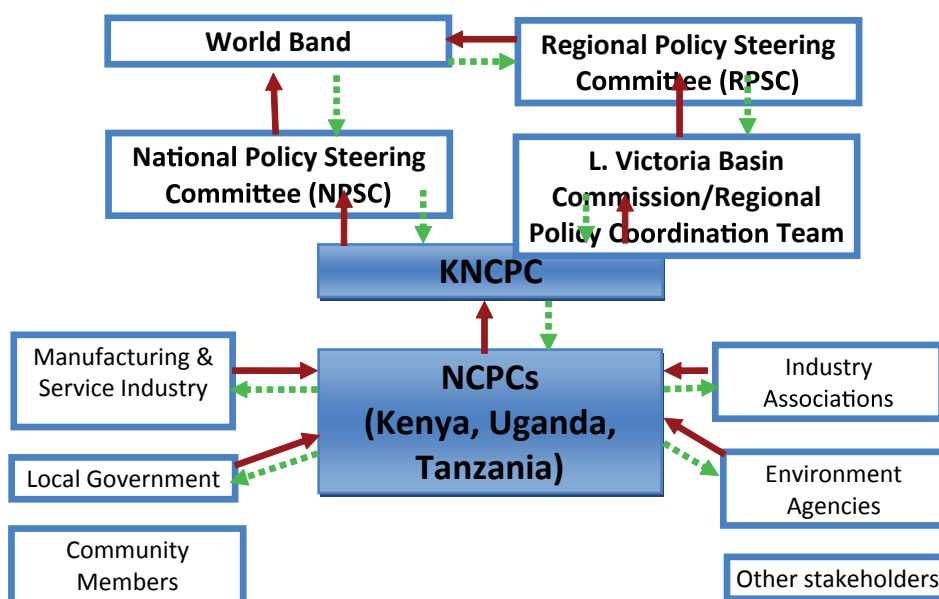 World Band
Regional Policy Steering
Committee (RPSC)
National Policy Steering
Committee (NPSC)
L. Victoria Basin
Commission/Regional
Policy Coordination Team
KNCPC
Manufacturing &
Service Industry
NCPCs
(Kenya, Uganda,
Tanzania)
Industry
Associations
Local Government
Environment
Agencies
Community
Members
Other stakeholders